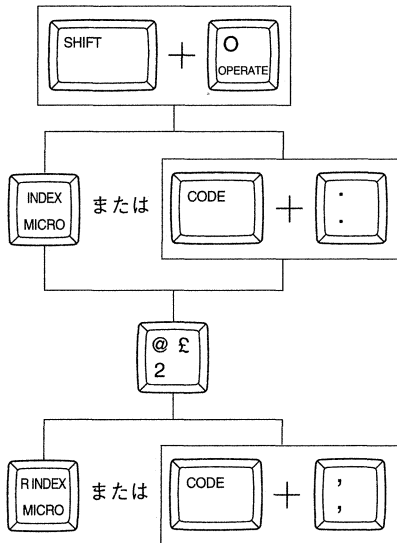 SHIFT + O OPERATE
INDEX MICRO または CODE + : .
@ £ 2
R INDEX MICRO または CODE + , ,